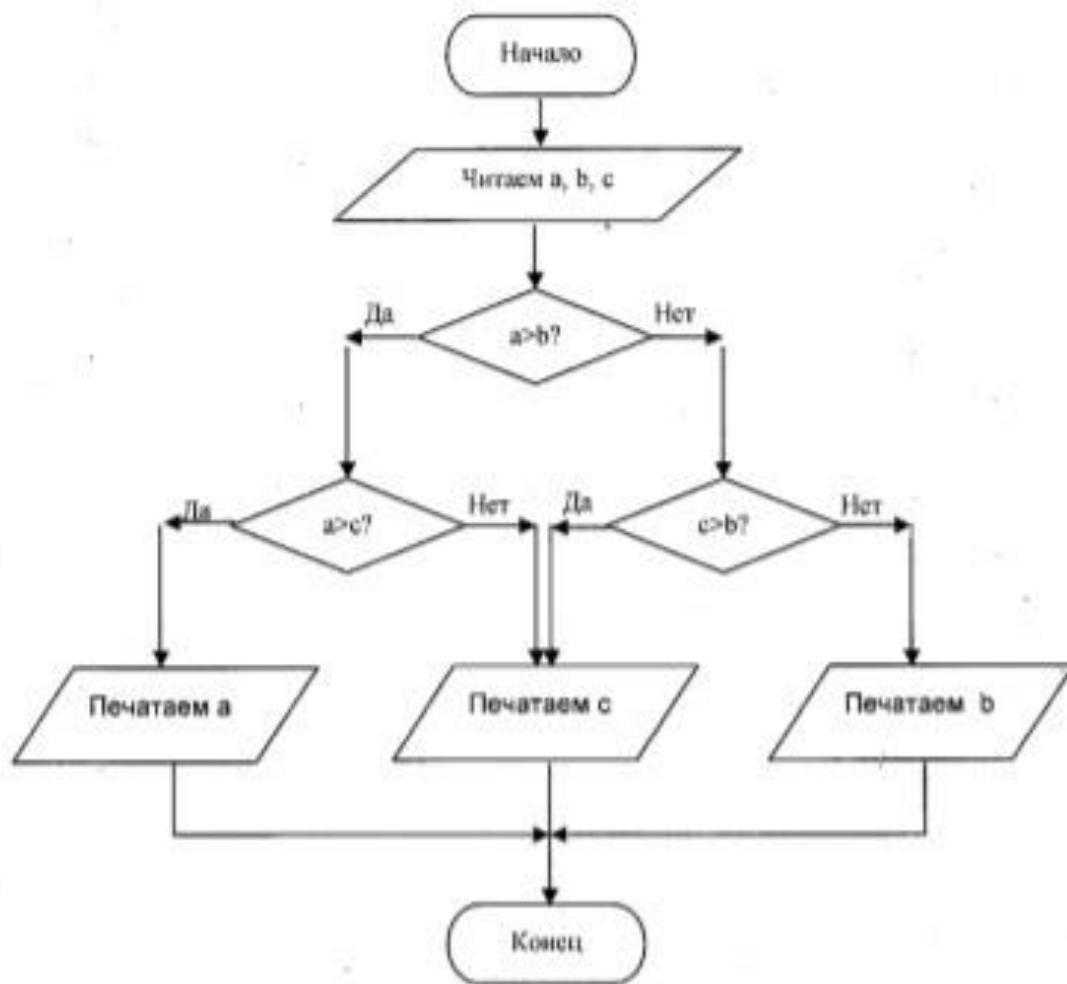 Начало
Читаем a, b, c
Да
a>b?
Нет
Да
a>c?
Нет
Да
c>b?
Нет
Печатаем a
Печатаем c
Печатаем b
Конец